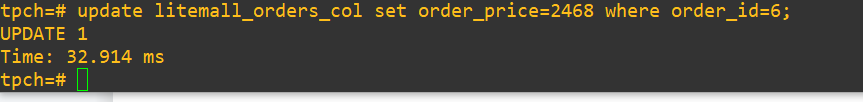 tpch=# update litemall_orders_col set order_price=2468 where order_id=6;
UPDATE 1
Time: 32.914 ms
tpch=#